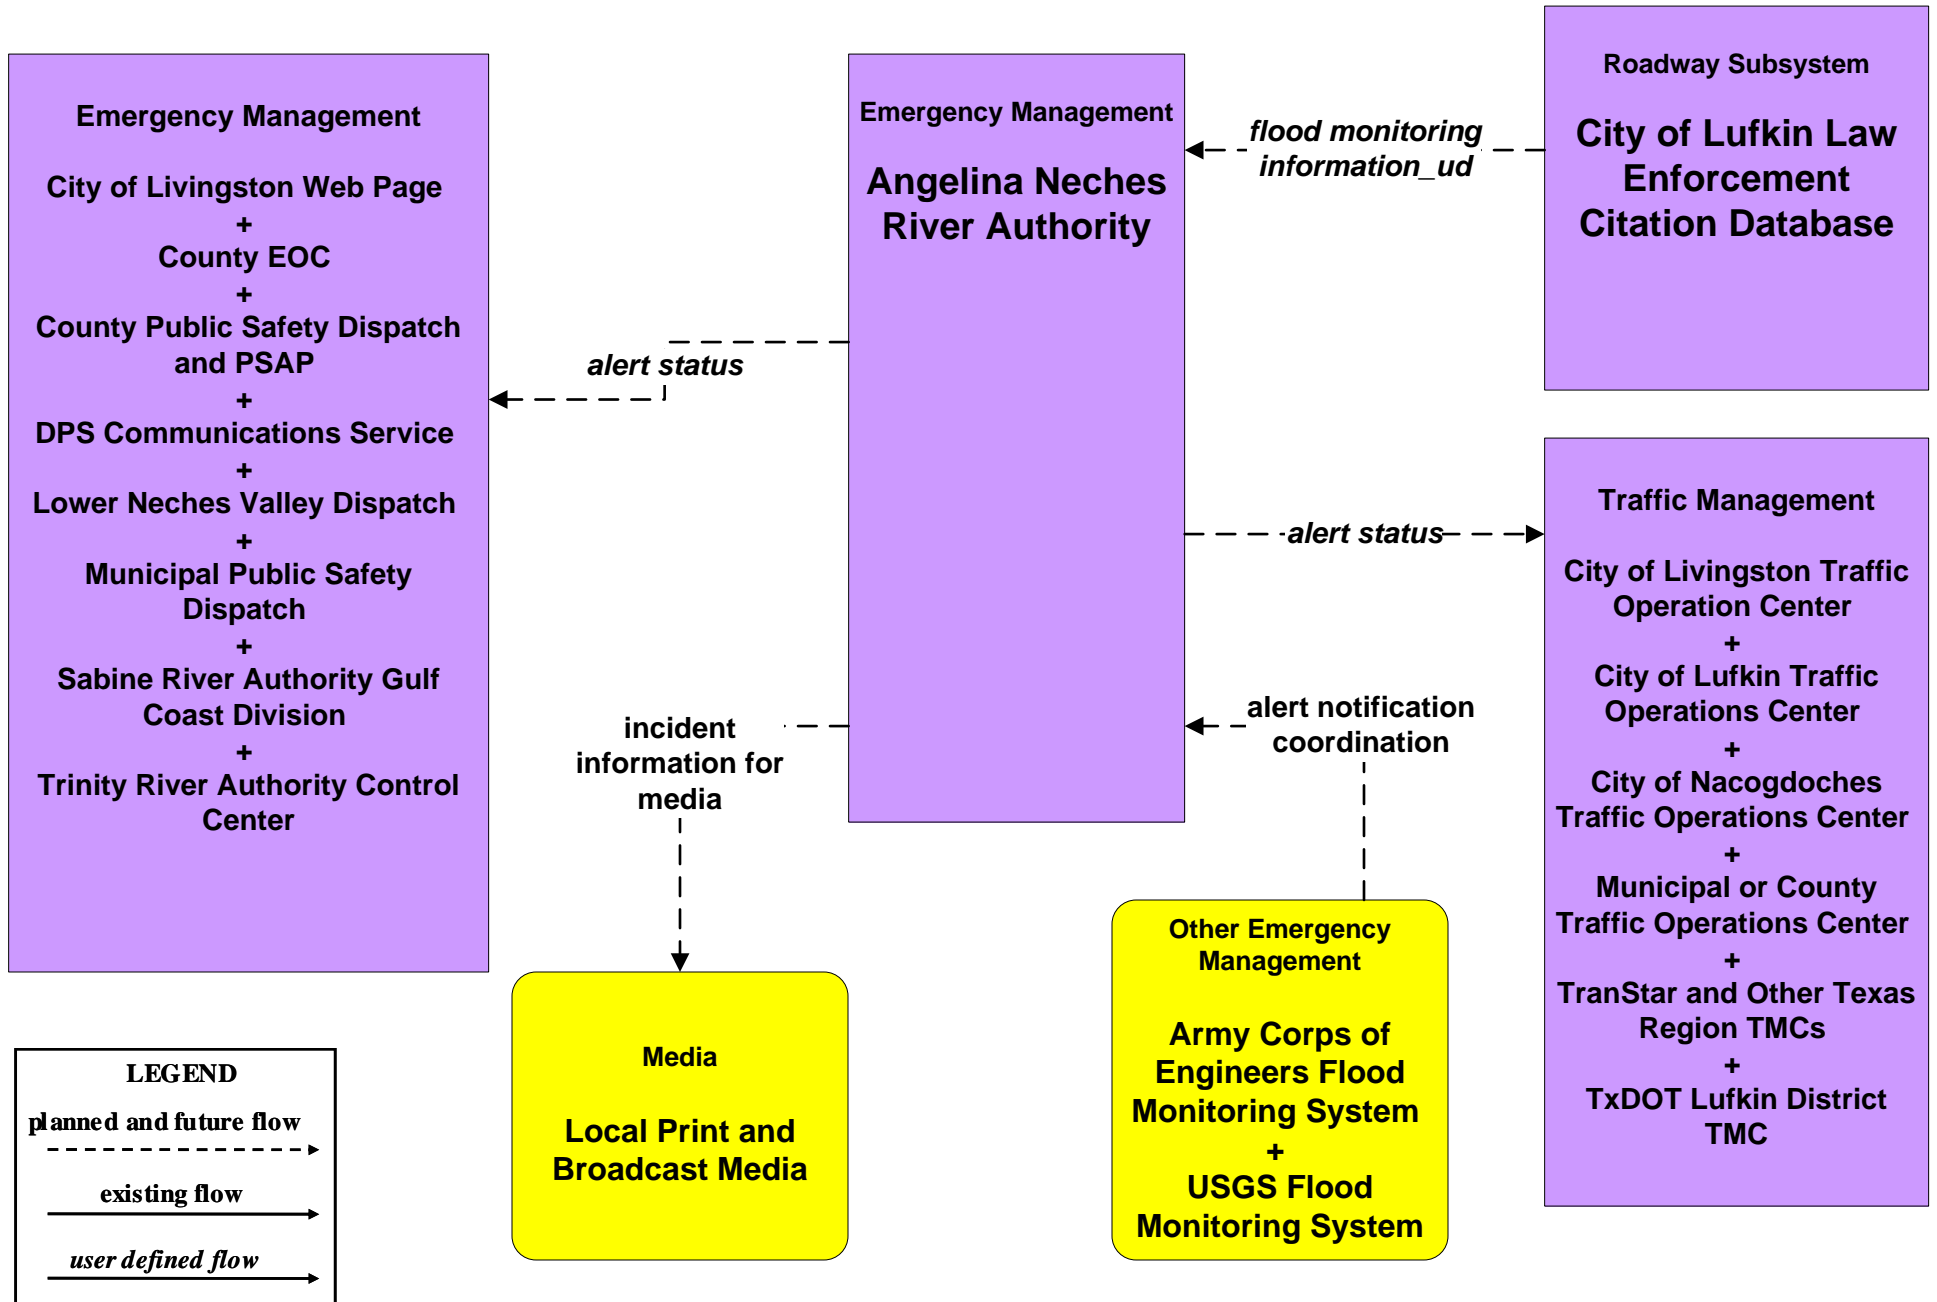 Emergency Management
City of Livingston Web Page
+
County EOC
+
County Public Safety Dispatch
and PSAP
+
DPS Communications Service
+
Lower Neches Valley Dispatch
+
Municipal Public Safety
Dispatch
+
Sabine River Authority Gulf
Coast Division
+
Trinity River Authority Control
Center
alert status
Emergency Management
Angelina Neches
River Authority
flood monitoring
information_ud
Roadway Subsystem
City of Lufkin Law
Enforcement
Citation Database
alert status
Traffic Management
City of Livingston Traffic
Operation Center
+
City of Lufkin Traffic
Operations Center
+
City of Nacogdoches
Traffic Operations Center
+
Municipal or County
Traffic Operations Center
+
TranStar and Other Texas
Region TMCs
+
TxDOT Lufkin District
TMC
incident
information for
media
alert notification
coordination
Media
Local Print and
Broadcast Media
Other Emergency
Management
Army Corps of
Engineers Flood
Monitoring System
+
USGS Flood
Monitoring System
LEGEND
planned and future flow
existing flow
user defined flow